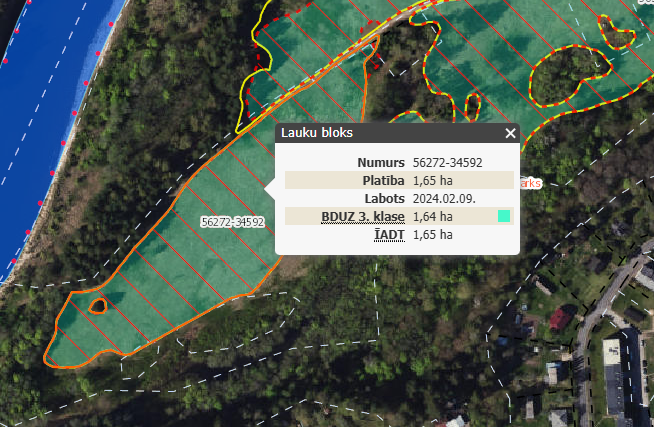 Lauku bloks
Numurs 56272-34592
Platība 1,65 ha
Labots 2024.02.09.
BDUZ 3. klase 1,64 ha
ĪADT 1,65 ha
56272-34592
arks